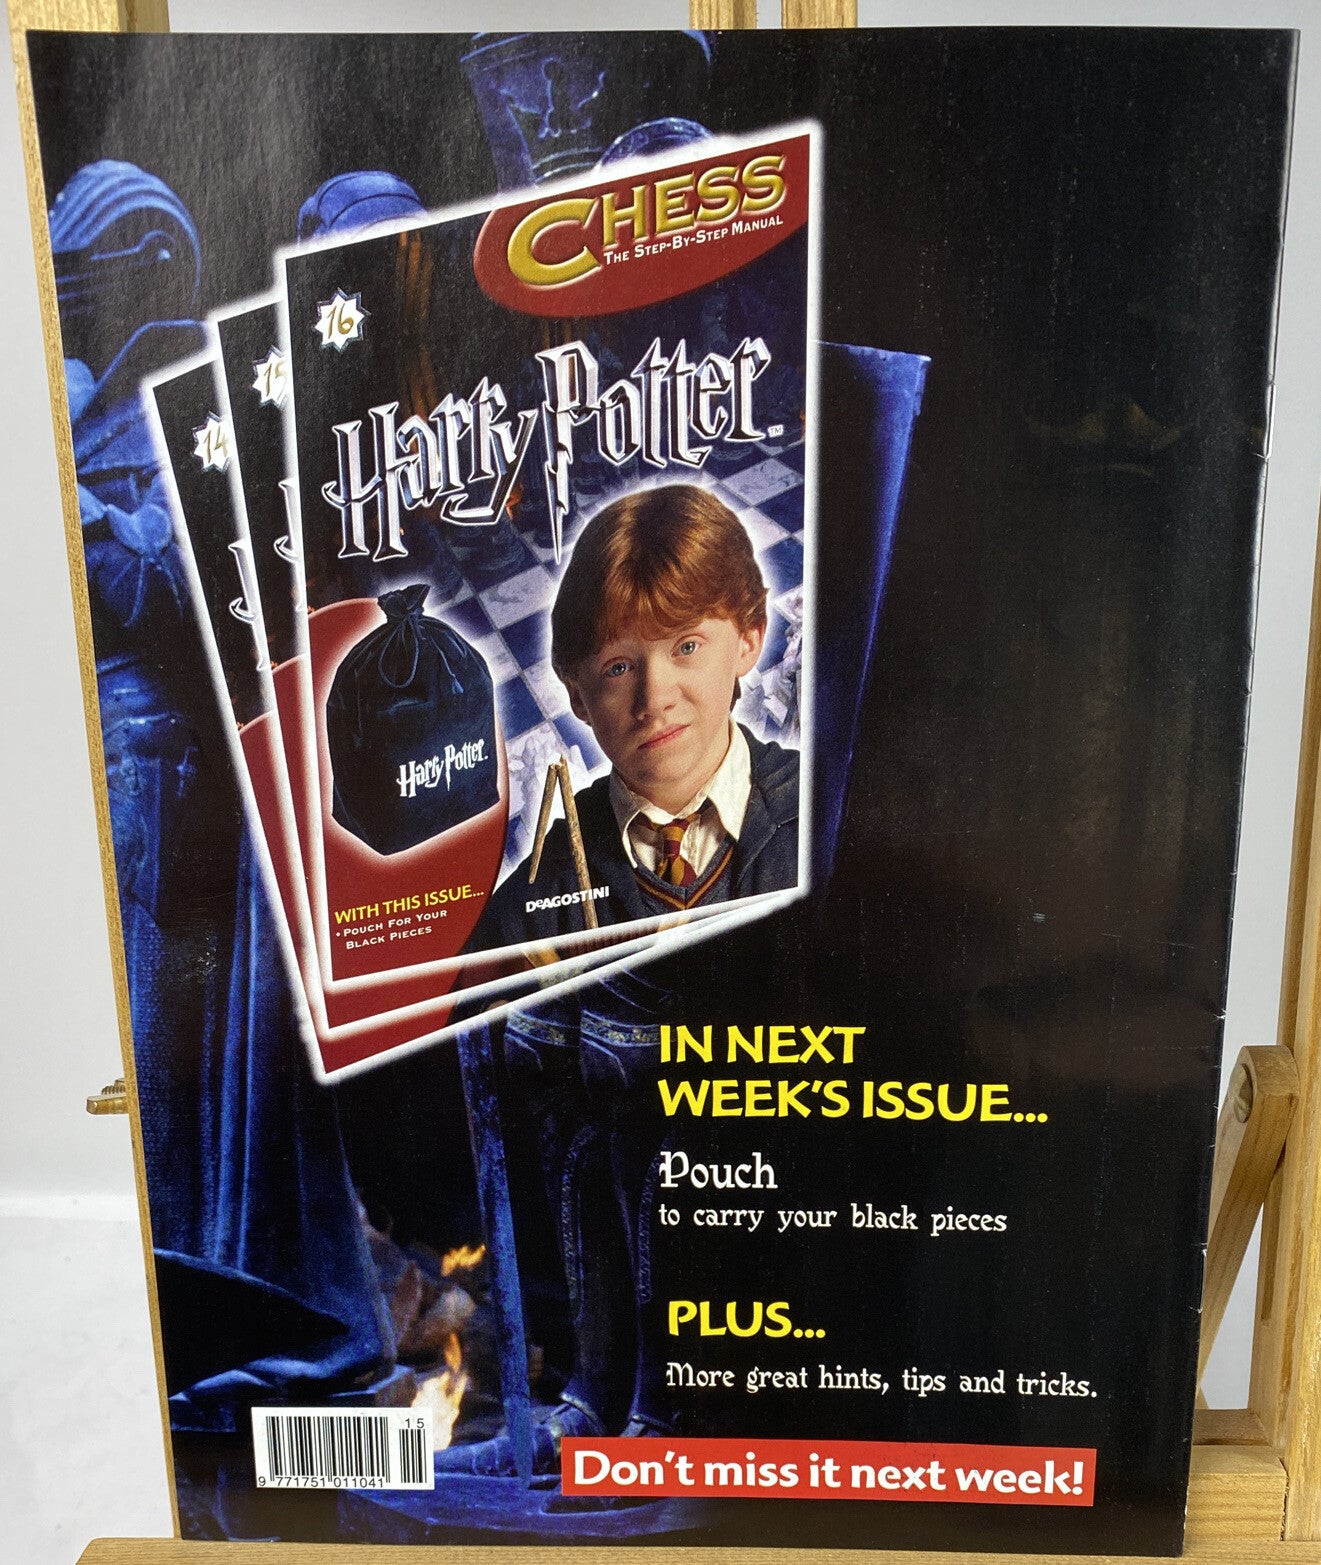 CHESS
THE STEP-BY-STEP MANUAL
16
15
14
Harry Potter™
Harry Potter
WITH THIS ISSUE...
• POUCH FOR YOUR
BLACK PIECES
DeAGOSTINI
IN NEXT
WEEK'S ISSUE...
Pouch
to carry your black pieces
PLUS...
More great hints, tips and tricks.
Don't miss it next week!
15
9 771751 011041